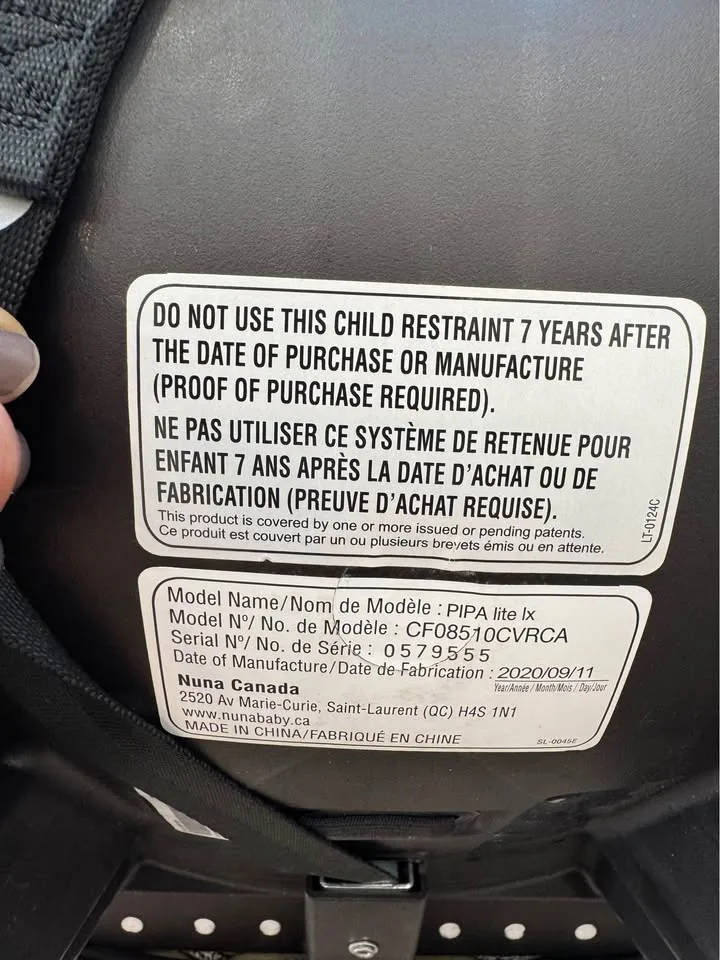 DO NOT USE THIS CHILD RESTRAINT 7 YEARS AFTER
THE DATE OF PURCHASE OR MANUFACTURE
(PROOF OF PURCHASE REQUIRED).
NE PAS UTILISER CE SYSTÈME DE RETENUE POUR
ENFANT 7 ANS APRÈS LA DATE D'ACHAT OU DE
FABRICATION (PREUVE D'ACHAT REQUISE).
This product is covered by one or more issued or pending patents.
Ce produit est couvert par un ou plusieurs brevets émis ou en attente.
LT-0124C
Model Name/Nom de Modèle : PIPA lite lx
Model Nº/ No. de Modèle : CF08510CVRCA
Serial Nº/ No. de Série : 0579555
Date of Manufacture/Date de Fabrication : 2020/09/11
Year/Année / Month/Mois / Day/Jour
Nuna Canada
2520 Av Marie-Curie, Saint-Laurent (QC) H4S 1N1
www.nunababy.ca
MADE IN CHINA/FABRIQUÉ EN CHINE
SL-0045E